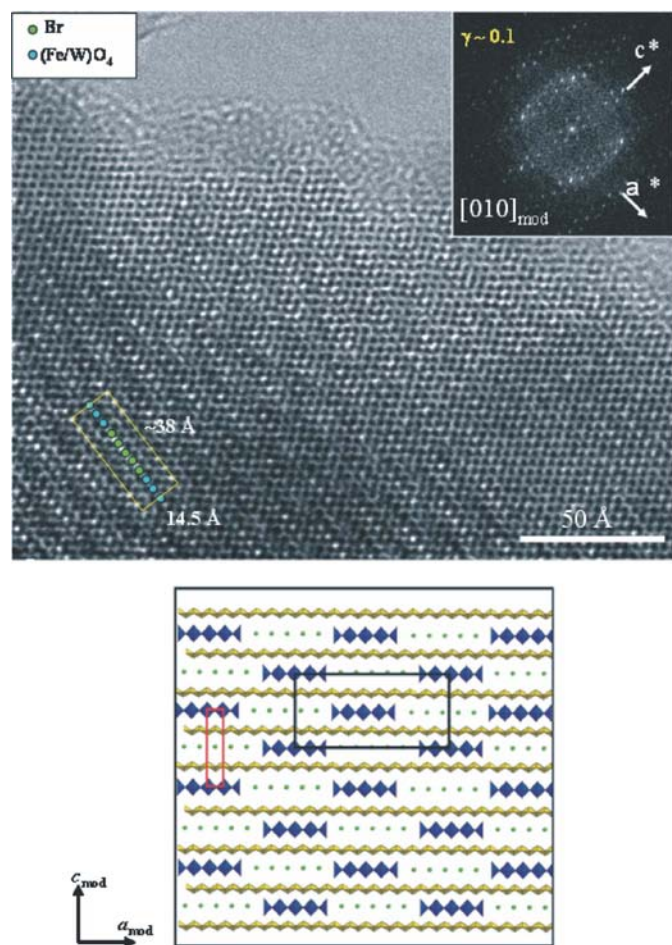 Br
(Fe/W)O4
γ~0.1
c*
a*
[010]mod
~38 Å
14.5 Å
50 Å
cmod
amod